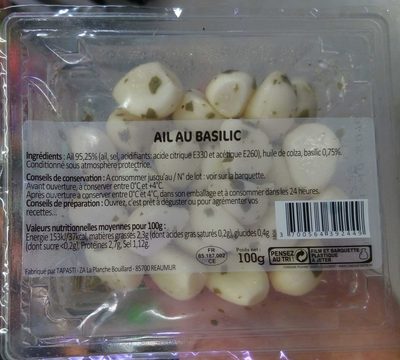 AIL AU BASILIC
Ingrédients : Ail 95,25% (ail, sel, acidifiants: acide citrique E330 et acétique E260), huile de colza, basilic 0,75%.
Conditionné sous atmosphère protectrice.
Conseils de conservation : A consommer jusqu'au / N° de lot : voir sur la barquette.
Avant ouverture, à conserver entre 0°C et +4°C.
Apres ouverture a conserver entre 0°C et 4°C, dans son emballage et à consommer dans les 24 heures.
Conseils de préparation : Ouvrez, c'est prêt à déguster ou pour agrémenter vos
recettes...
Valeurs nutritionnelles moyennes pour 100g :
Energie 153kJ/37kcal, matières grasses 2,3g (dont acides gras saturés 0,2g), glucides 0,4g
(dont sucre <0,2g), Protéines 2,7g, Sel 1,12g.
3 700564 839244
Fabriqué par TAPASTI - ZA La Planche Bouillard - 85700 REAUMUR
FR
85.187.002
CE
Poids net :
100g
PENSEZ
AU TRI !
FILM ET BARQUETTE
PLASTIQUE
À JETER